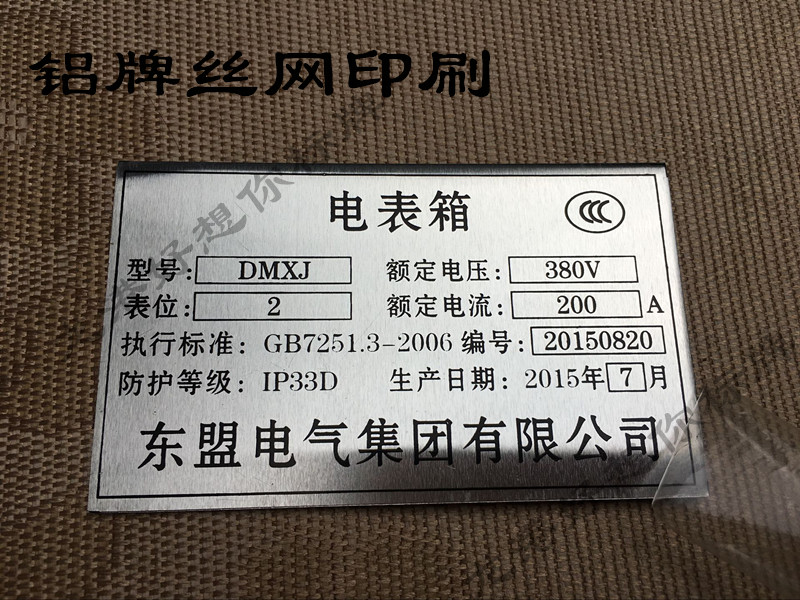 铝牌丝网印刷
电表箱 CCC
型号: DMXJ 额定电压: 380V
表位: 2 额定电流: 200 A
执行标准: GB7251.3-2006 编号: 20150820
防护等级: IP33D 生产日期: 2015年 7 月
东盟电气集团有限公司